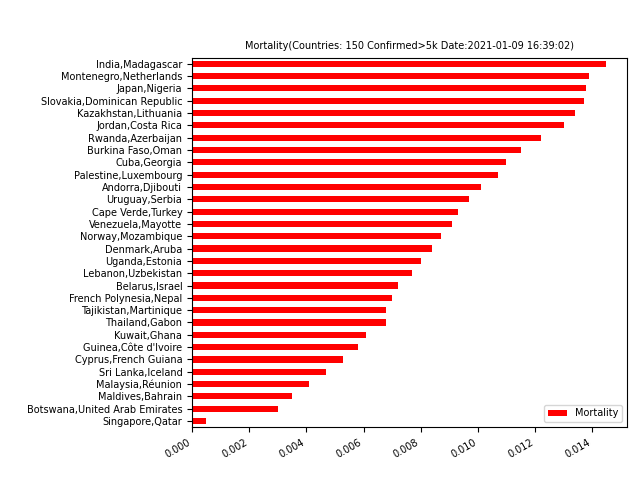 Mortality(Countries: 150 Confirmed>5k Date:2021-01-09 16:39:02)
India,Madagascar
Montenegro,Netherlands
Japan,Nigeria
Slovakia,Dominican Republic
Kazakhstan,Lithuania
Jordan,Costa Rica
Rwanda,Azerbaijan
Burkina Faso,Oman
Cuba,Georgia
Palestine,Luxembourg
Andorra,Djibouti
Uruguay,Serbia
Cape Verde,Turkey
Venezuela,Mayotte
Norway,Mozambique
Denmark,Aruba
Uganda,Estonia
Lebanon,Uzbekistan
Belarus,Israel
French Polynesia,Nepal
Tajikistan,Martinique
Thailand,Gabon
Kuwait,Ghana
Guinea,Côte d'Ivoire
Cyprus,French Guiana
Sri Lanka,Iceland
Malaysia,Réunion
Maldives,Bahrain
Botswana,United Arab Emirates
Singapore,Qatar
Mortality
0.000 0.002 0.004 0.006 0.008 0.010 0.012 0.014